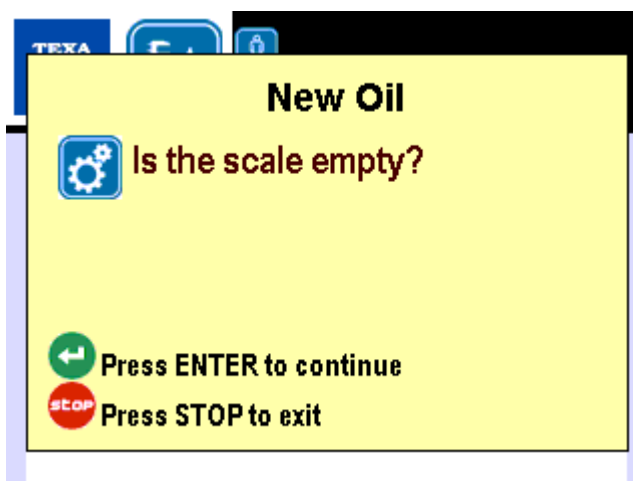 TEXA
New Oil
Is the scale empty?
Press ENTER to continue
stop
Press STOP to exit